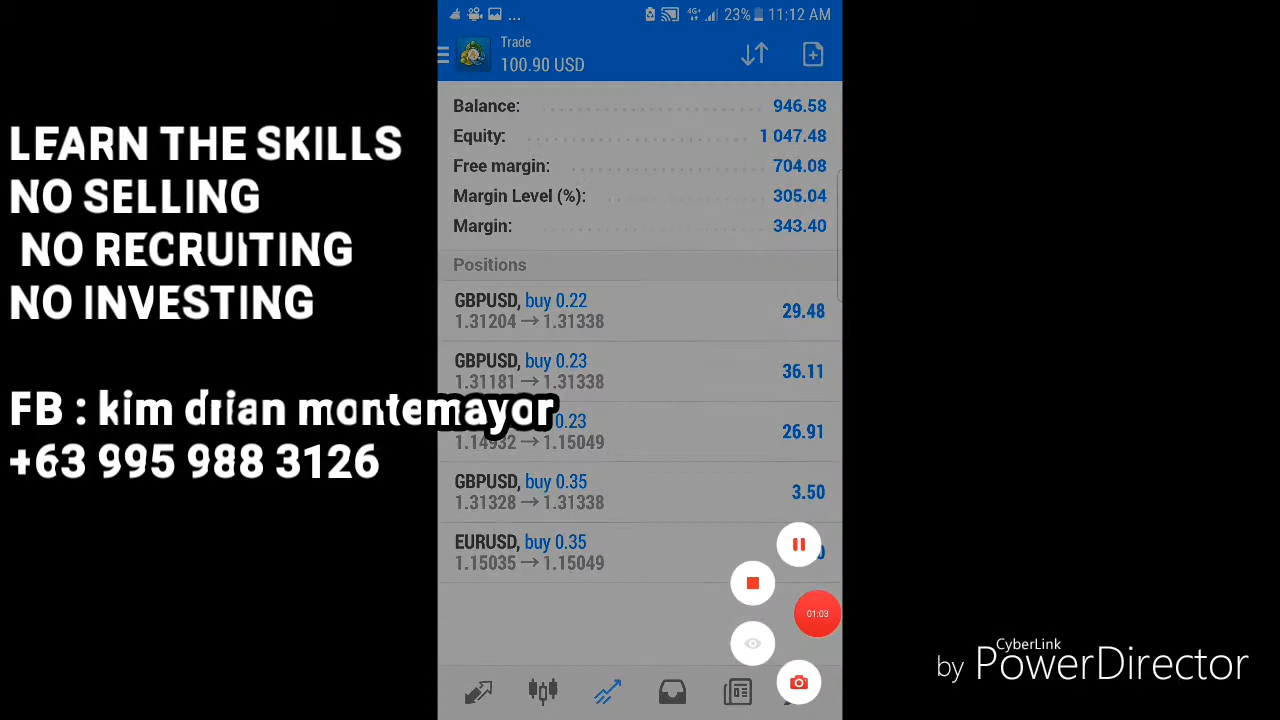 23% 11:12 AM
Trade
100.90 USD
Balance: 946.58
Equity: 1 047.48
Free margin: 704.08
Margin Level (%): 305.04
Margin: 343.40
Positions
GBPUSD, buy 0.22
29.48
1.31204 → 1.31338
GBPUSD, buy 0.23
36.11
1.31181 → 1.31338
0.23
26.91
1.14932 → 1.15049
GBPUSD, buy 0.35
3.50
1.31328 → 1.31338
EURUSD, buy 0.35
1.15035 → 1.15049
01:03
LEARN THE SKILLS
NO SELLING
NO RECRUITING
NO INVESTING
FB : kim drian montemayor
+63 995 988 3126
CyberLink
by PowerDirector